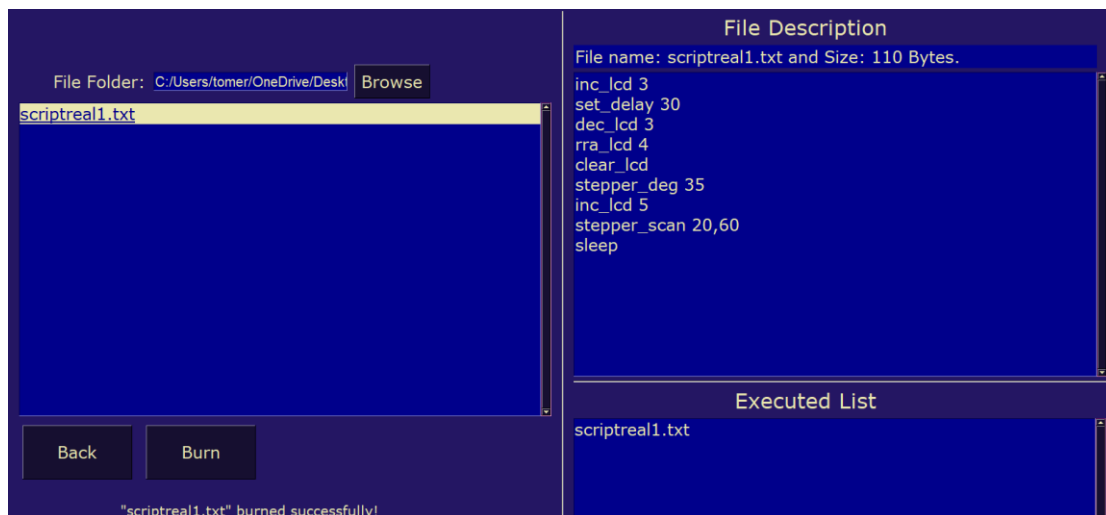 File Folder: C:/Users/tomer/OneDrive/Deskt Browse
scriptreal1.txt
Back Burn
"scriptreal1.txt" burned successfully!
File Description
File name: scriptreal1.txt and Size: 110 Bytes.
inc_lcd 3
set_delay 30
dec_lcd 3
rra_lcd 4
clear_lcd
stepper_deg 35
inc_lcd 5
stepper_scan 20,60
sleep
Executed List
scriptreal1.txt